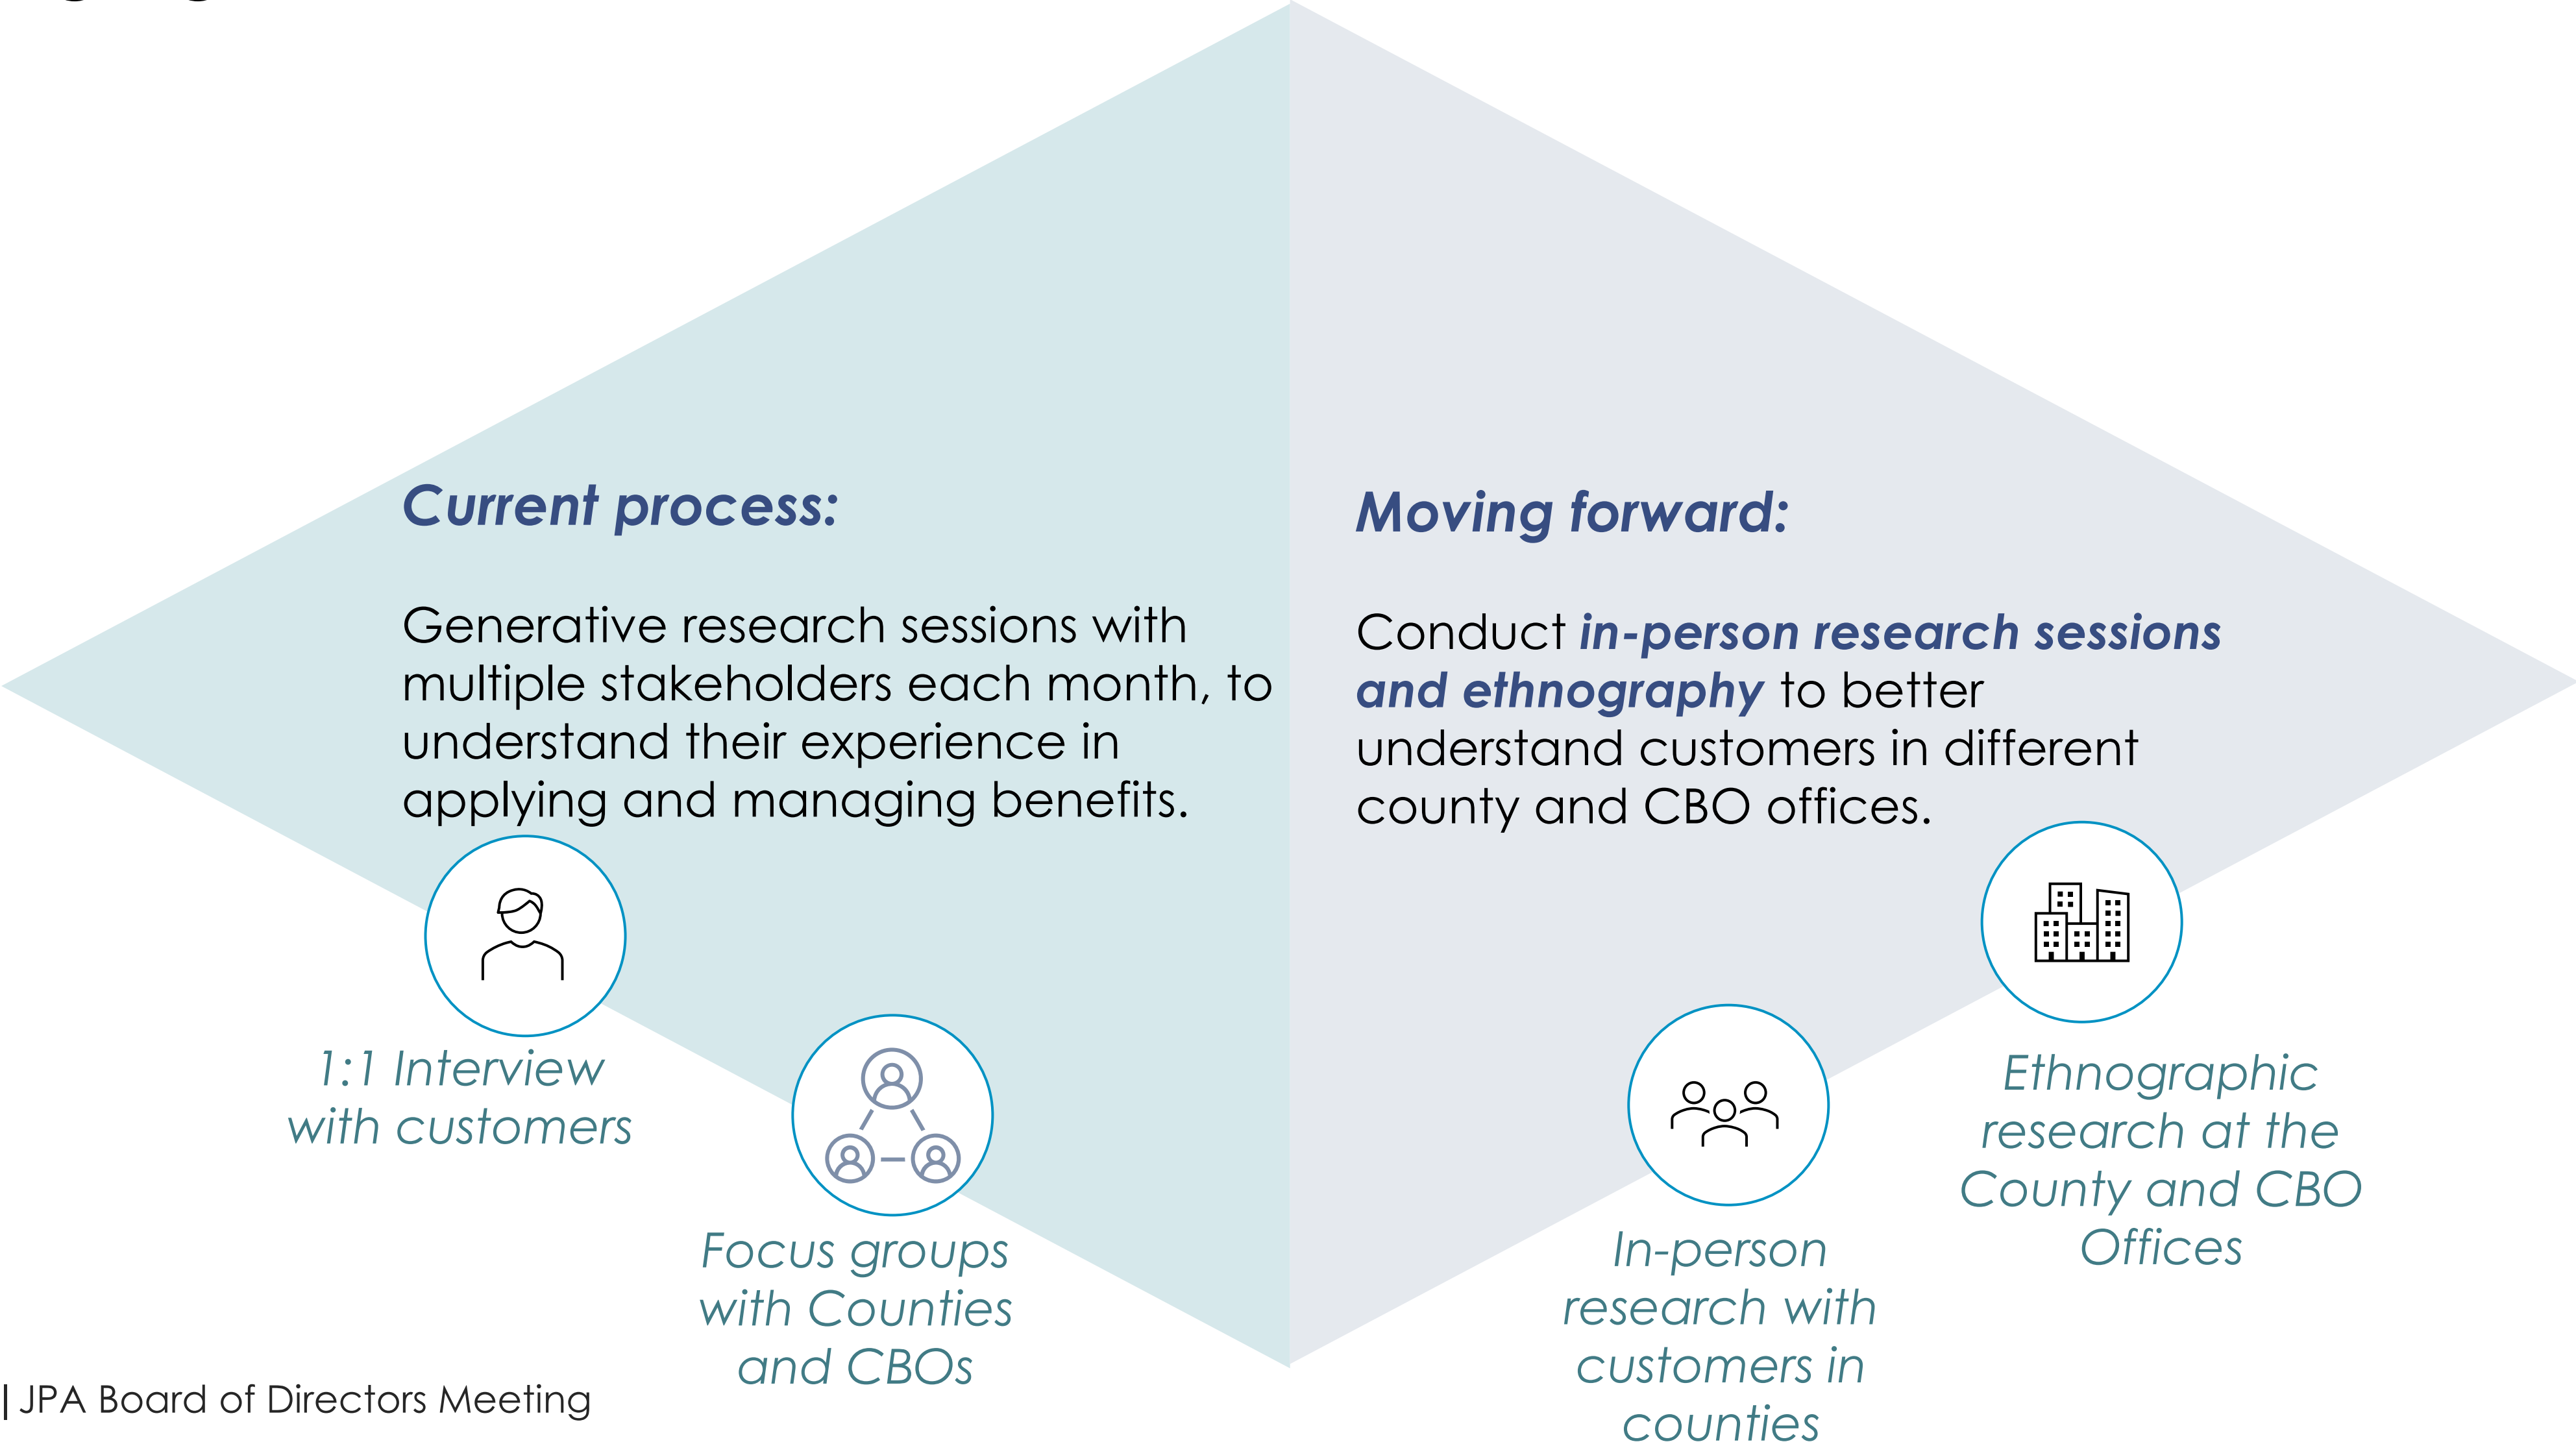 Current process:
Generative research sessions with
multiple stakeholders each month, to
understand their experience in
applying and managing benefits.
1:1 Interview
with customers
Focus groups
with Counties
and CBOs
Moving forward:
Conduct in-person research sessions
and ethnography to better
understand customers in different
county and CBO offices.
In-person
research with
customers in
counties
Ethnographic
research at the
County and CBO
Offices
| JPA Board of Directors Meeting